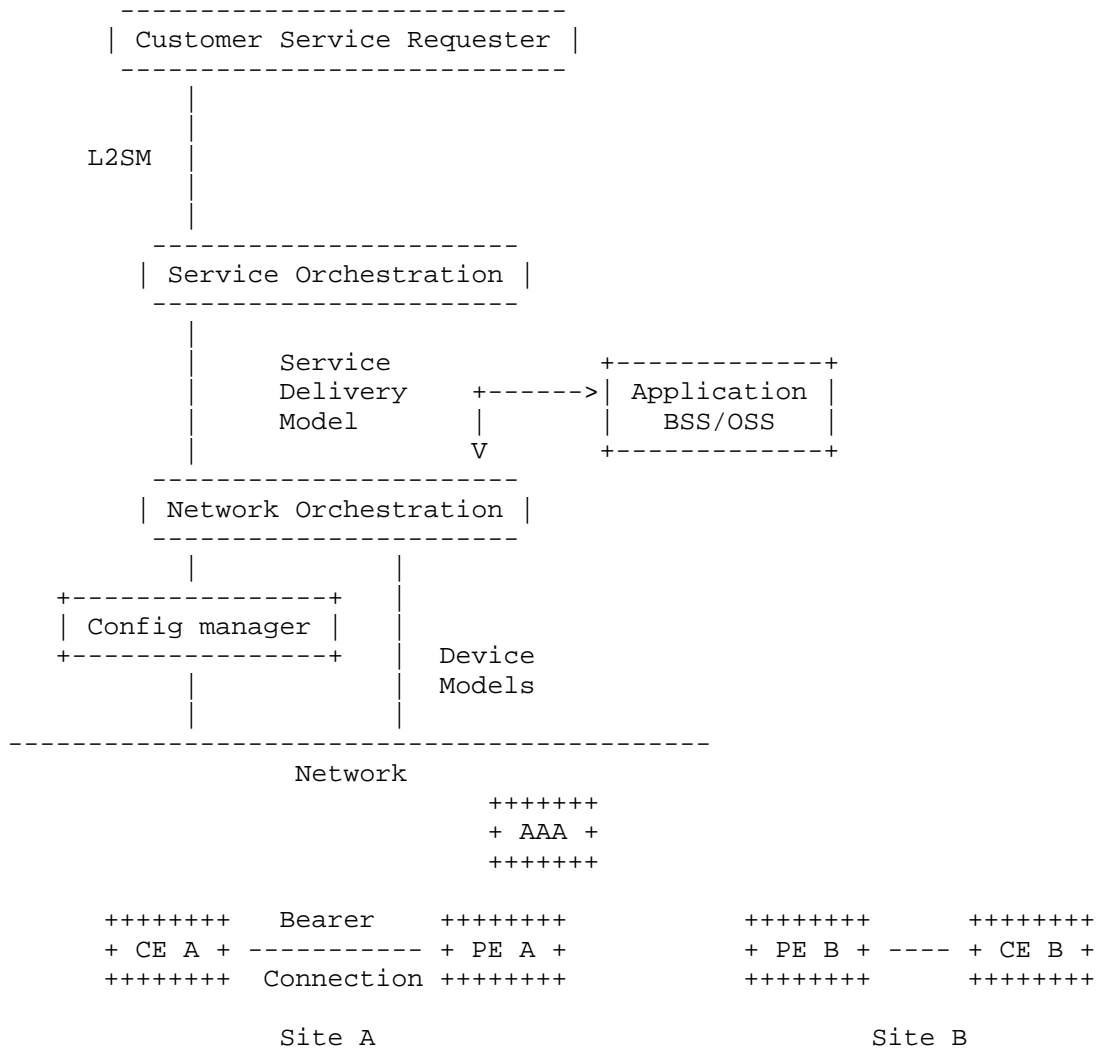 Customer Service Requester
L2SM
Service Orchestration
Service
Delivery
Model
Application
BSS/OSS
V
Network Orchestration
Config manager
Device
Models
Network
+ AAA +
Bearer
+ CE A + ----------- + PE A + + PE B + ---- + CE B +
Connection
Site A Site B